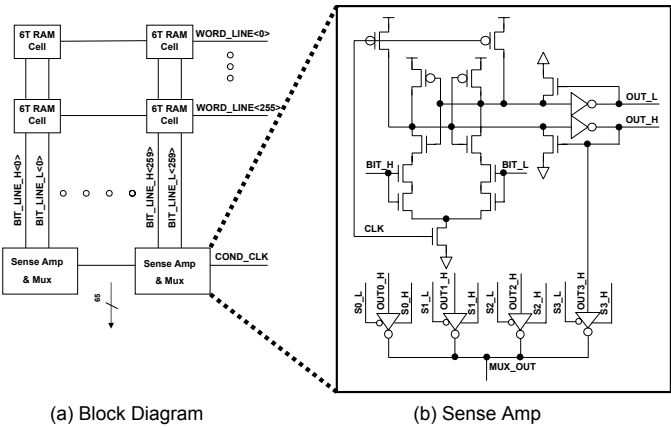 6T RAM
Cell
6T RAM
Cell
WORD_LINE<0>
6T RAM
Cell
6T RAM
Cell
WORD_LINE<255>
BIT_LINE_H<0>
BIT_LINE_L<0>
BIT_LINE_H<259>
BIT_LINE_L<259>
Sense Amp
& Mux
Sense Amp
& Mux
COND_CLK
65
(a) Block Diagram
OUT_L
OUT_H
BIT_H
BIT_L
CLK
S0_L
OUT0_H
S0_H
S1_L
OUT1_H
S1_H
S2_L
OUT2_H
S2_H
S3_L
OUT3_H
S3_H
MUX_OUT
(b) Sense Amp